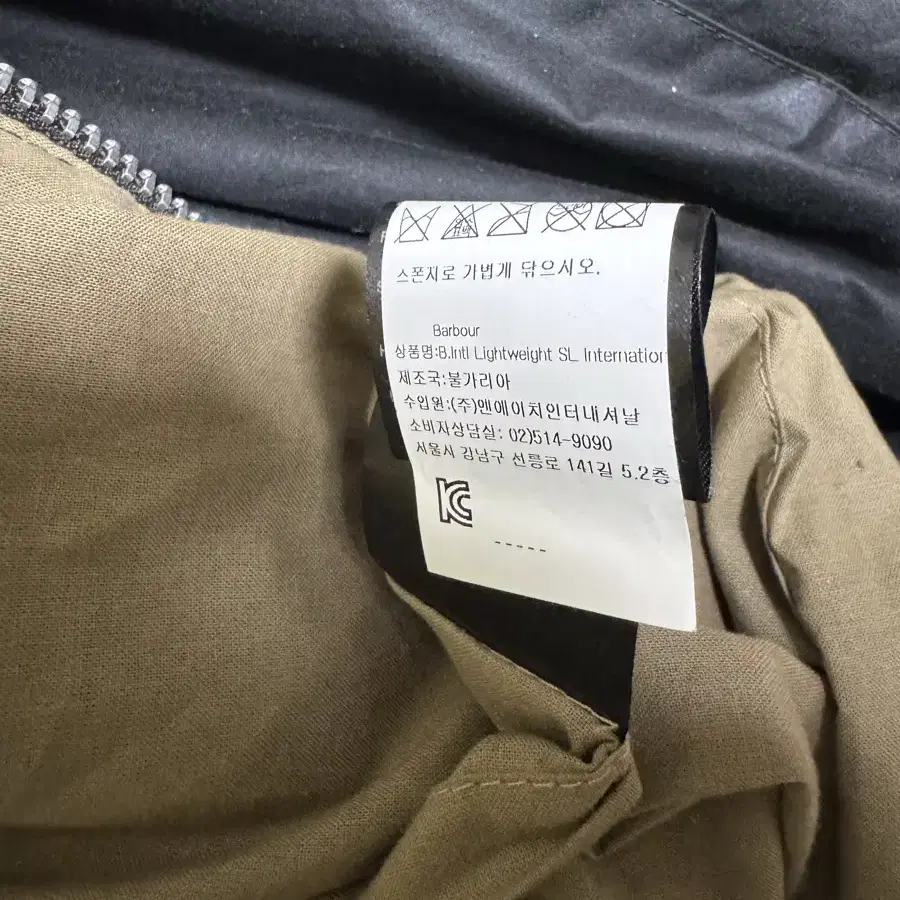 스폰지로 가볍게 닦으시오.
Barbour
상품명:B.Intl Lightweight SL Internation
제조국:불가리아
수입원:(주)엔에이치인터내셔날
소비자상담실: 02)514-9090
서울시 강남구 선릉로 141길 5.2층
KC
-----